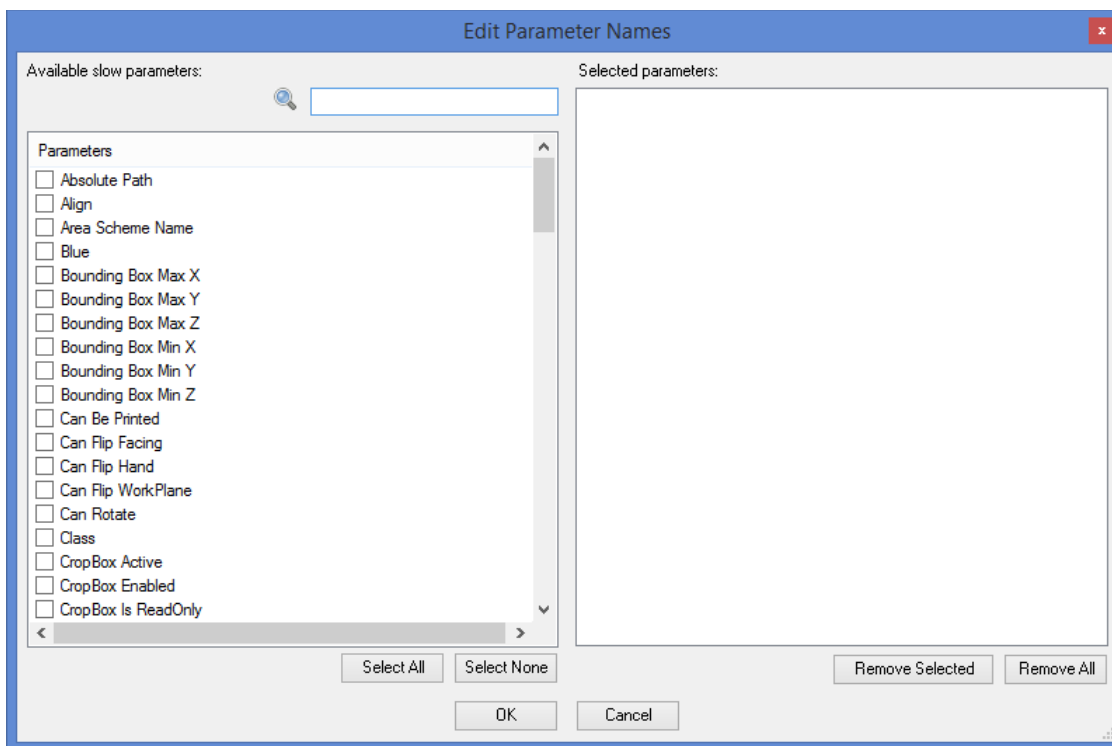 Edit Parameter Names
x
Available slow parameters:
Selected parameters:
Parameters
Absolute Path
Align
Area Scheme Name
Blue
Bounding Box Max X
Bounding Box Max Y
Bounding Box Max Z
Bounding Box Min X
Bounding Box Min Y
Bounding Box Min Z
Can Be Printed
Can Flip Facing
Can Flip Hand
Can Flip WorkPlane
Can Rotate
Class
CropBox Active
CropBox Enabled
CropBox Is ReadOnly
Select All
Select None
Remove Selected
Remove All
OK
Cancel